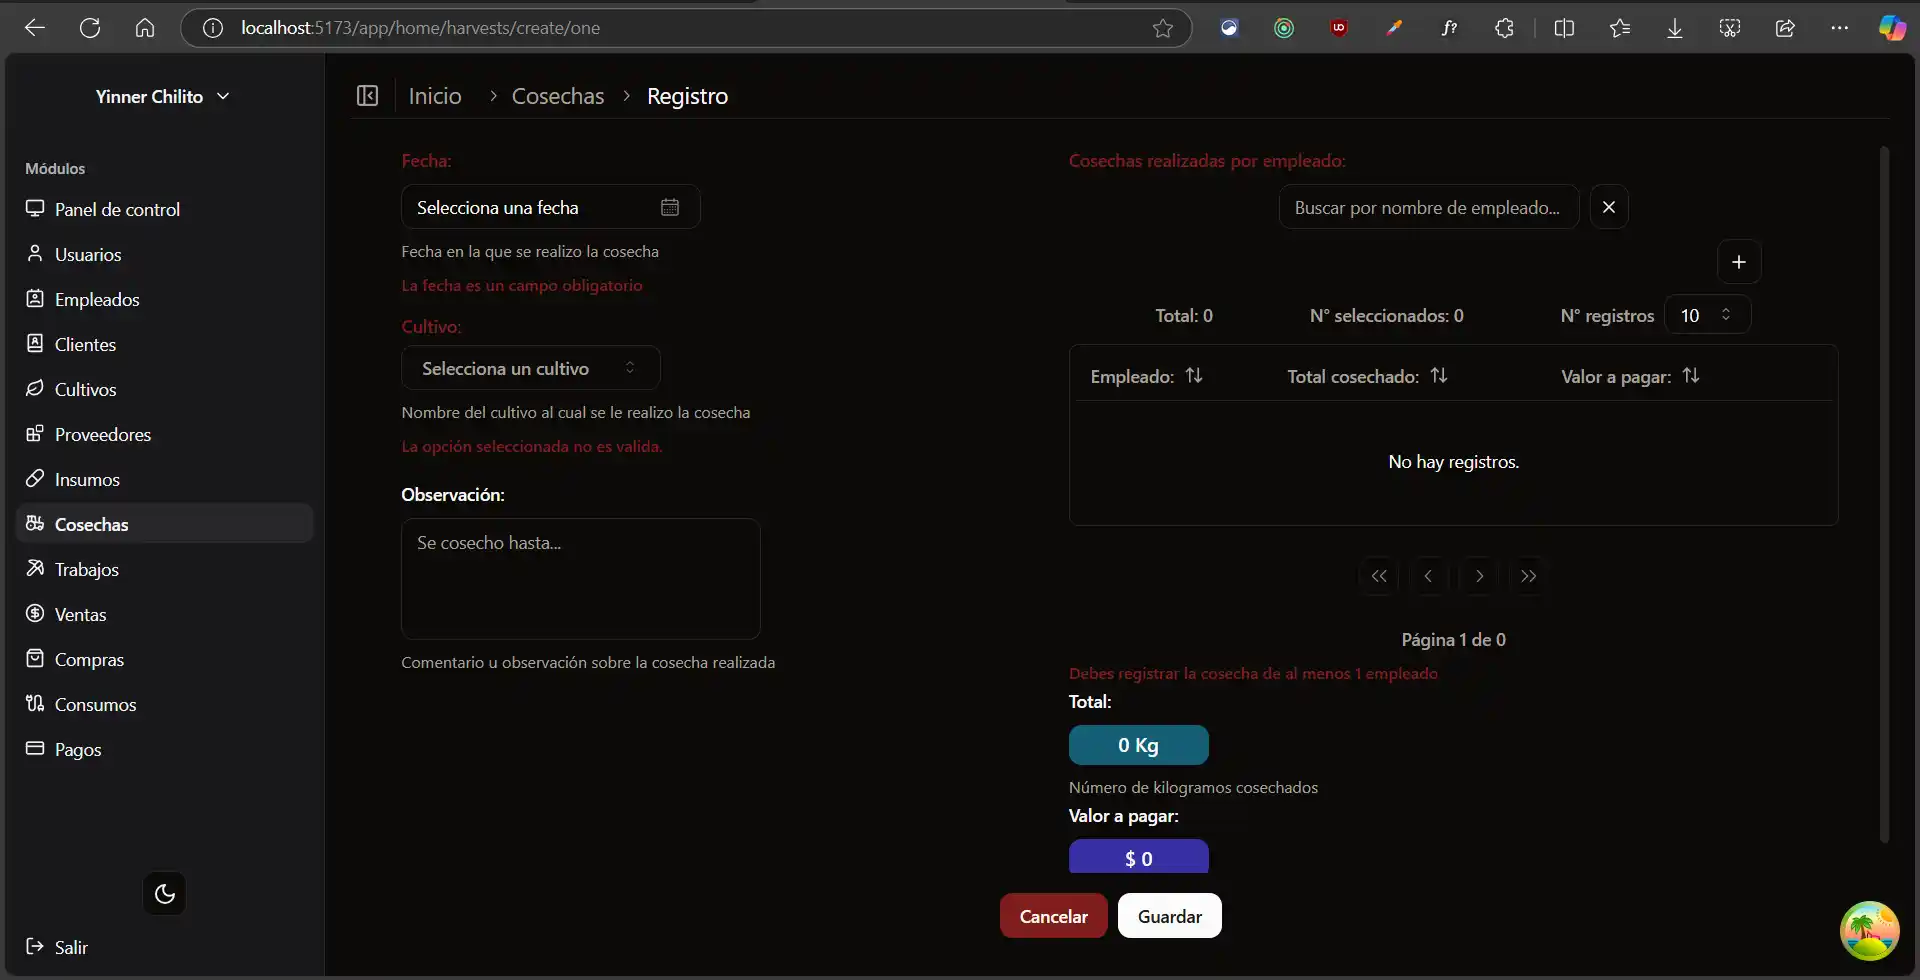 localhost:5173/app/home/harvests/create/one
f?
Yinner Chilito
Inicio > Cosechas > Registro
Módulos
Panel de control
Usuarios
Empleados
Clientes
Cultivos
Proveedores
Insumos
Cosechas
Trabajos
Ventas
Compras
Consumos
Pagos
Salir
Fecha:
Selecciona una fecha
Fecha en la que se realizo la cosecha
La fecha es un campo obligatorio
Cultivo:
Selecciona un cultivo
Nombre del cultivo al cual se le realizo la cosecha
La opción seleccionada no es valida.
Observación:
Se cosecho hasta...
Comentario u observación sobre la cosecha realizada
Cosechas realizadas por empleado:
Buscar por nombre de empleado...
Total: 0 N° seleccionados: 0 N° registros 10
Empleado: Total cosechado: Valor a pagar:
No hay registros.
Página 1 de 0
Debes registrar la cosecha de al menos 1 empleado
Total:
0 Kg
Número de kilogramos cosechados
Valor a pagar:
$ 0
Cancelar Guardar